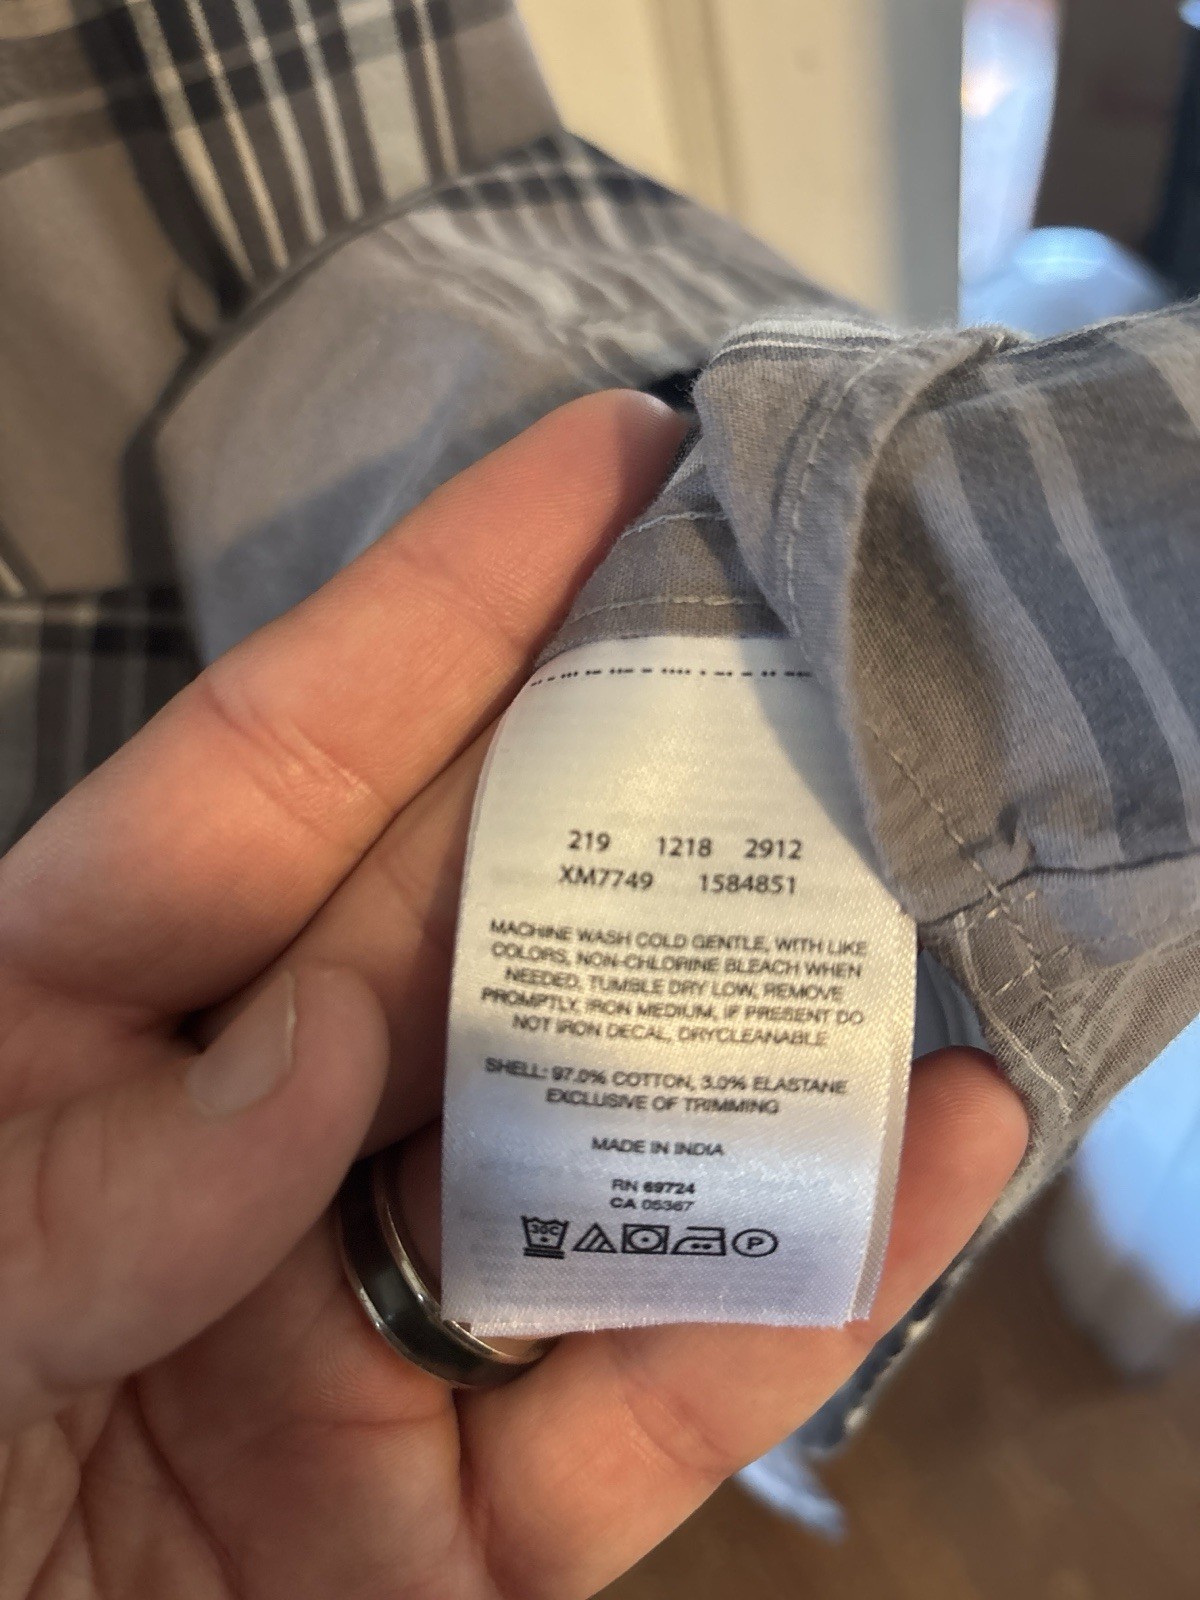 219 1218 2912
XM7749 1584851
MACHINE WASH COLD GENTLE, WITH LIKE
COLORS, NON-CHLORINE BLEACH WHEN
NEEDED, TUMBLE DRY LOW, REMOVE
PROMPTLY, IRON MEDIUM, IF PRESENT DO
NOT IRON DECAL, DRYCLEANABLE
SHELL: 97.0% COTTON, 3.0% ELASTANE
EXCLUSIVE OF TRIMMING
MADE IN INDIA
RN 69724
CA 05367
30C P